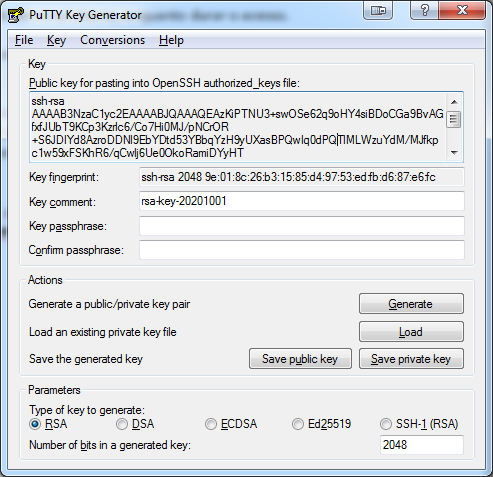 PuTTY Key Generator
File Key Conversions Help
Key
Public key for pasting into OpenSSH authorized_keys file:
ssh-rsa
AAAAB3NzaC1yc2EAAAABJQAAAQEAzKiPTNU3+swOSe62q9oHY4siBDoCGa9BvAG
fxfJUbT9KCp3Kzrlc6/Co7Hi0MJ/pNCrOR
+S6JDIYd8AzroDDNI9EbYDtd53YBbqYzH9yUXasBPQwIq0dPQTlMLWzuYdM/MJfkp
c1w59xFSKhR6/qCwlj6Ue0OkoRamiDYyHT
Key fingerprint: ssh-rsa 2048 9e:01:8c:26:b3:15:85:d4:97:53:ed:fb:d6:87:e6:fc
Key comment: rsa-key-20201001
Key passphrase:
Confirm passphrase:
Actions
Generate a public/private key pair Generate
Load an existing private key file Load
Save the generated key Save public key Save private key
Parameters
Type of key to generate:
RSA DSA ECDSA Ed25519 SSH-1 (RSA)
Number of bits in a generated key: 2048